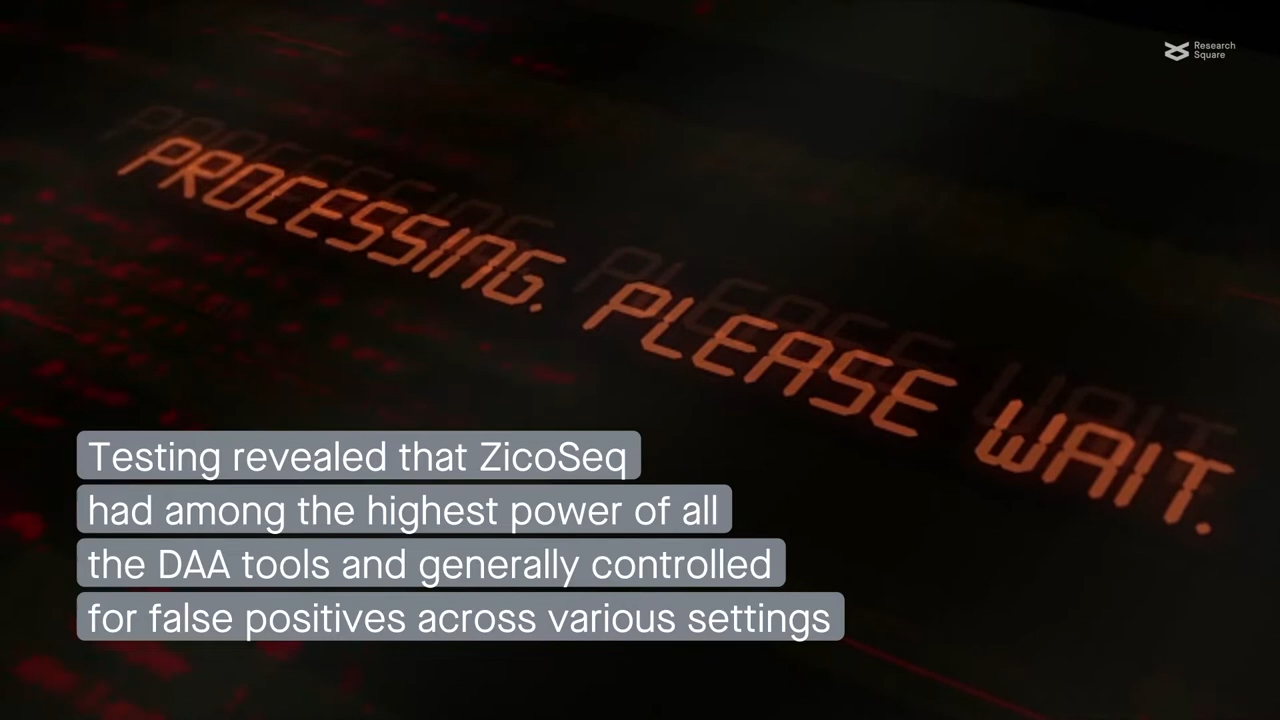 Research
Square
PROCESSING. PLEASE WAIT.
Testing revealed that ZicoSeq
had among the highest power of all
the DAA tools and generally controlled
for false positives across various settings